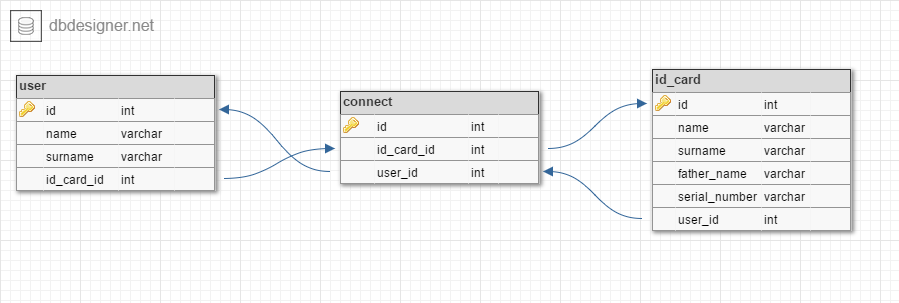 dbdesigner.net
user
id int
name varchar
surname varchar
id_card_id int
connect
id int
id_card_id int
user_id int
id_card
id int
name varchar
surname varchar
father_name varchar
serial_number varchar
user_id int